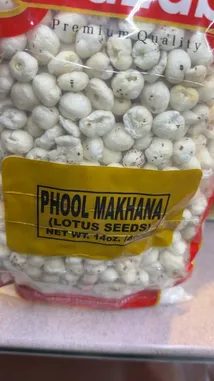 Premium Quality
PHOOL MAKHANA
(LOTUS SEEDS)
NET WT. 14oz.